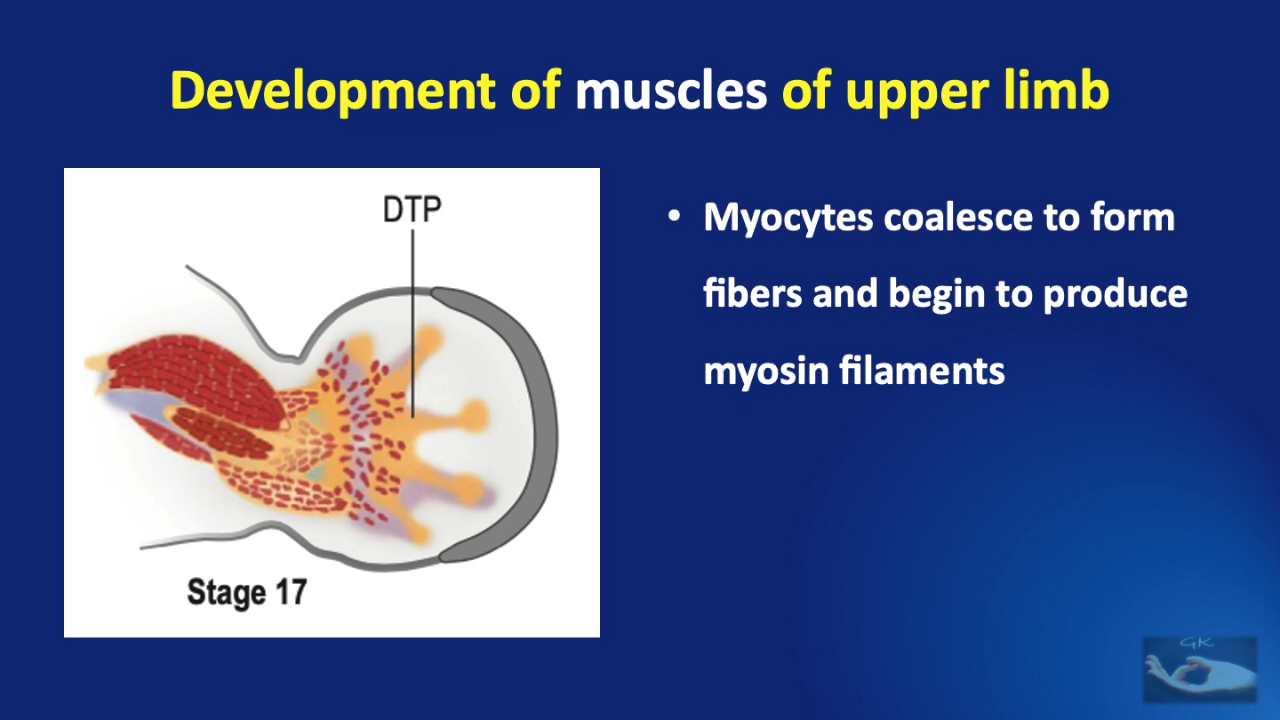 Development of muscles of upper limb
DTP
• Myocytes coalesce to form
fibers and begin to produce
myosin filaments
Stage 17
GK